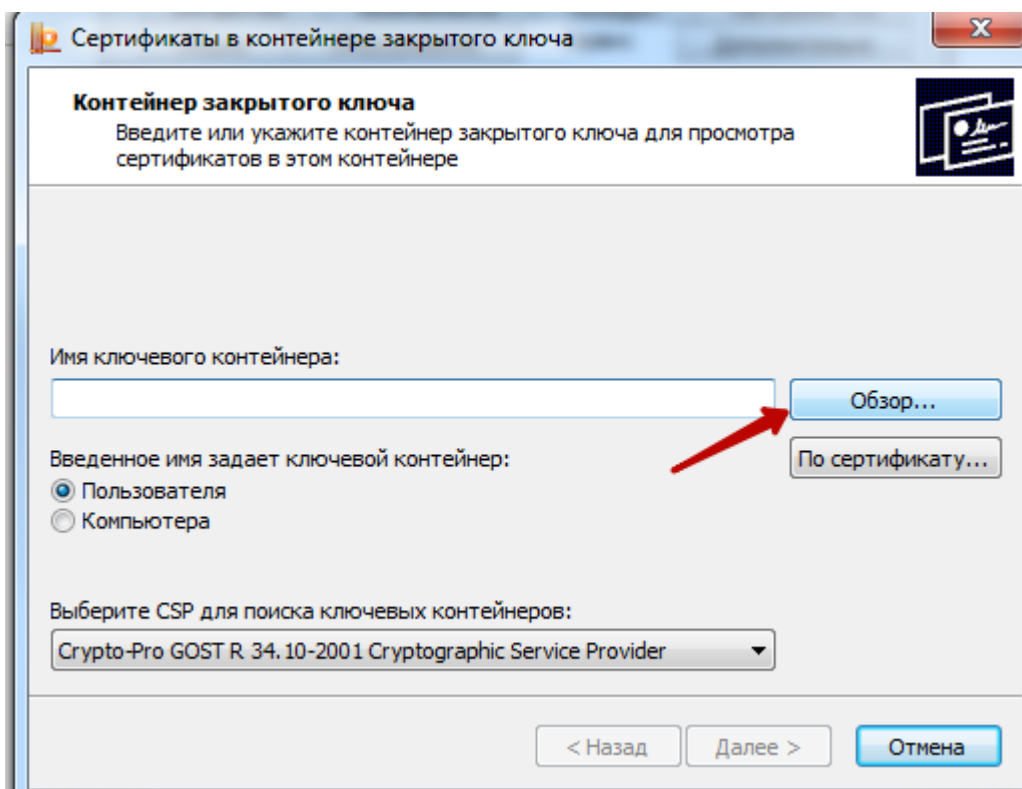 Сертификаты в контейнере закрытого ключа
Контейнер закрытого ключа
Введите или укажите контейнер закрытого ключа для просмотра
сертификатов в этом контейнере
Имя ключевого контейнера:
Обзор...
Введенное имя задает ключевой контейнер:
По сертификату...
Пользователя
Компьютера
Выберите CSP для поиска ключевых контейнеров:
Crypto-Pro GOST R 34.10-2001 Cryptographic Service Provider
< Назад
Далее >
Отмена